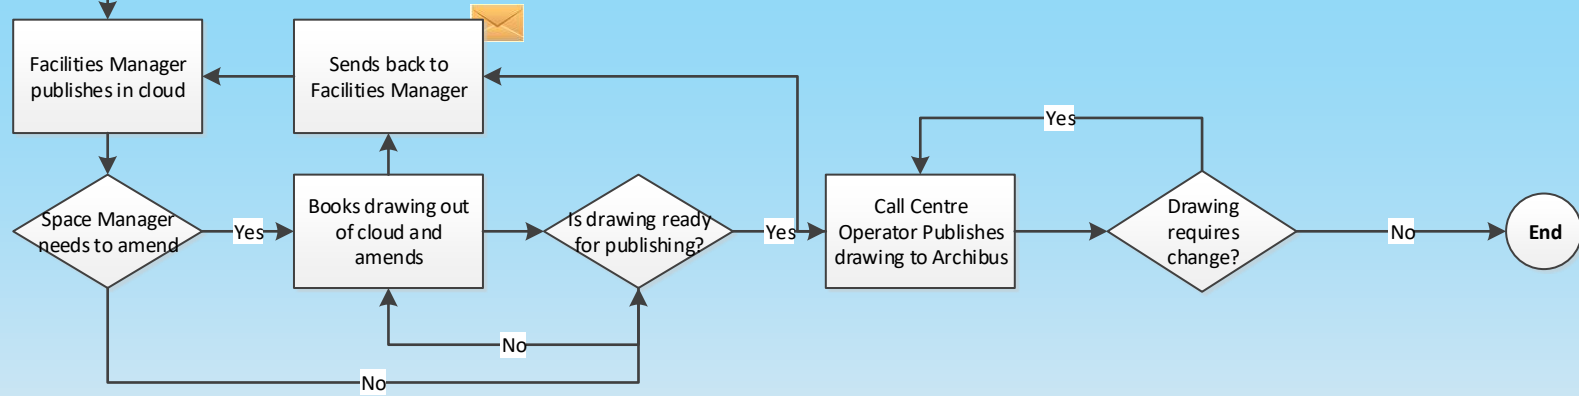 Facilities Manager
publishes in cloud
Sends back to
Facilities Manager
Yes
Space Manager
needs to amend
Yes
Books drawing out
of cloud and
amends
Is drawing ready
for publishing?
Yes
Call Centre
Operator Publishes
drawing to Archibus
Drawing
requires
change?
No
End
No
No